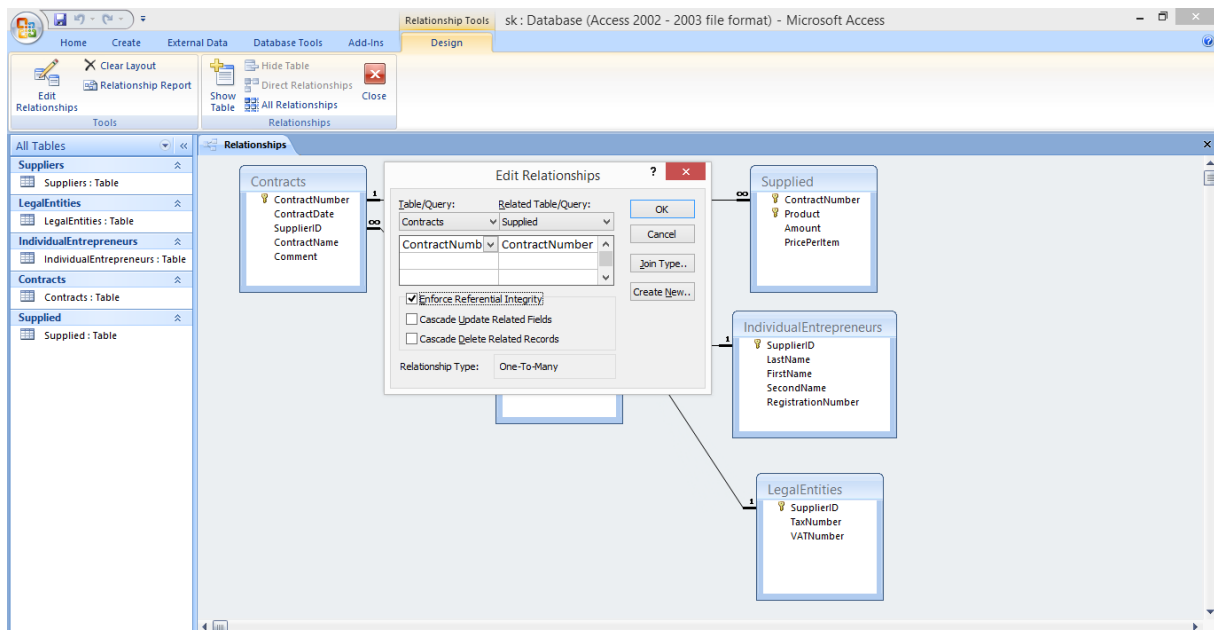 Relationship Tools
sk : Database (Access 2002 - 2003 file format) - Microsoft Access
Home Create External Data Database Tools Add-Ins Design
Edit Relationships
Clear Layout
Relationship Report
Tools
Show Table
Hide Table
Direct Relationships
All Relationships
Close
Relationships
All Tables
Suppliers
Suppliers : Table
LegalEntities
LegalEntities : Table
IndividualEntrepreneurs
IndividualEntrepreneurs : Table
Contracts
Contracts : Table
Supplied
Supplied : Table
Relationships
Contracts
ContractNumber
ContractDate
SupplierID
ContractName
Comment
1
∞
Edit Relationships
?
Table/Query: Related Table/Query:
Contracts Supplied
ContractNumb ContractNumber
Enforce Referential Integrity
Cascade Update Related Fields
Cascade Delete Related Records
Relationship Type: One-To-Many
OK
Cancel
Join Type..
Create New..
∞
Supplied
ContractNumber
Product
Amount
PricePerItem
1
IndividualEntrepreneurs
SupplierID
LastName
FirstName
SecondName
RegistrationNumber
1
LegalEntities
SupplierID
TaxNumber
VATNumber